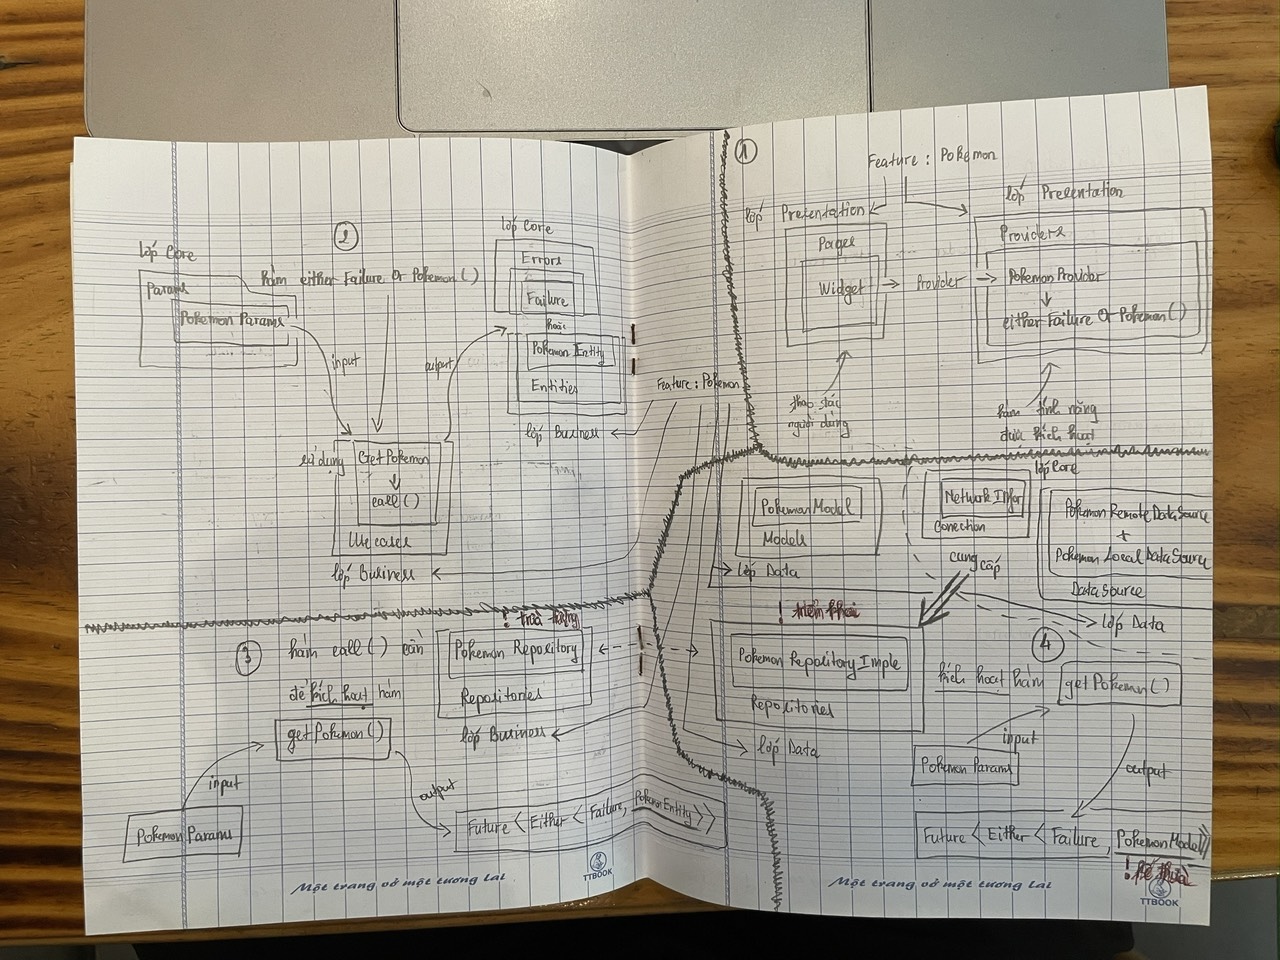 1
Feature : Pokemon
lớp Presentation
Pages
Widget
Provider
lớp Presentation
Providers
Pokemon Provider
either Failure Or Pokemon ( )
thao tác
người dùng
hàm tính năng
được kích hoạt
2
lớp Core
Params
Pokemon Params
hàm either Failure Or Pokemon ( )
lớp Core
Errors
Failure
hoặc
Pokemon Entity
Entities
lớp Business
input
output
sử dụng
Get Pokemon
call ( )
Usecases
lớp Business
Feature : Pokemon
3
hàm call ( ) cần
để kích hoạt hàm
getPokemon ( )
! trừu tượng
Pokemon Repository
Repositories
lớp Business
input
Pokemon Params
output
Future < Either < Failure, Pokemon Entity >>
Pokemon Model
Models
lớp Data
lớp Core
Network Infor
Conection
cung cấp
Pokemon Remote Data Source
+
Pokemon Local Data Source
Data Source
lớp Data
! triển khai
Pokemon Repository Imple
Repositories
lớp Data
4
kích hoạt hàm
getPokemon ( )
input
Pokemon Params
output
Future < Either < Failure, Pokemon Model >>
! kế thừa
Một trang vở một tương lai
TTBOOK
Một trang vở một tương lai
TTBOOK